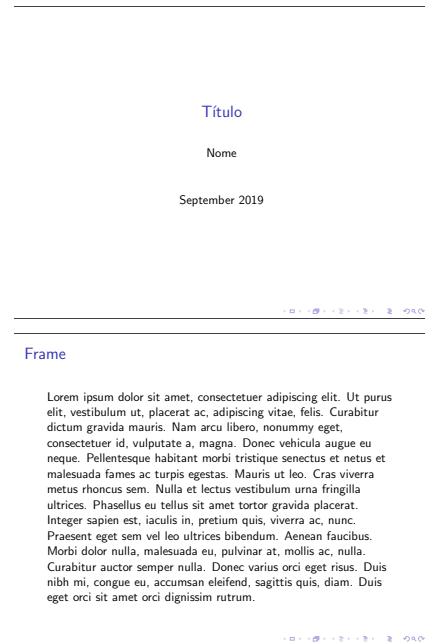 Título
Nome
September 2019
Frame
Lorem ipsum dolor sit amet, consectetuer adipiscing elit. Ut purus
elit, vestibulum ut, placerat ac, adipiscing vitae, felis. Curabitur
dictum gravida mauris. Nam arcu libero, nonummy eget,
consectetuer id, vulputate a, magna. Donec vehicula augue eu
neque. Pellentesque habitant morbi tristique senectus et netus et
malesuada fames ac turpis egestas. Mauris ut leo. Cras viverra
metus rhoncus sem. Nulla et lectus vestibulum urna fringilla
ultrices. Phasellus eu tellus sit amet tortor gravida placerat.
Integer sapien est, iaculis in, pretium quis, viverra ac, nunc.
Praesent eget sem vel leo ultrices bibendum. Aenean faucibus.
Morbi dolor nulla, malesuada eu, pulvinar at, mollis ac, nulla.
Curabitur auctor semper nulla. Donec varius orci eget risus. Duis
nibh mi, congue eu, accumsan eleifend, sagittis quis, diam. Duis
eget orci sit amet orci dignissim rutrum.